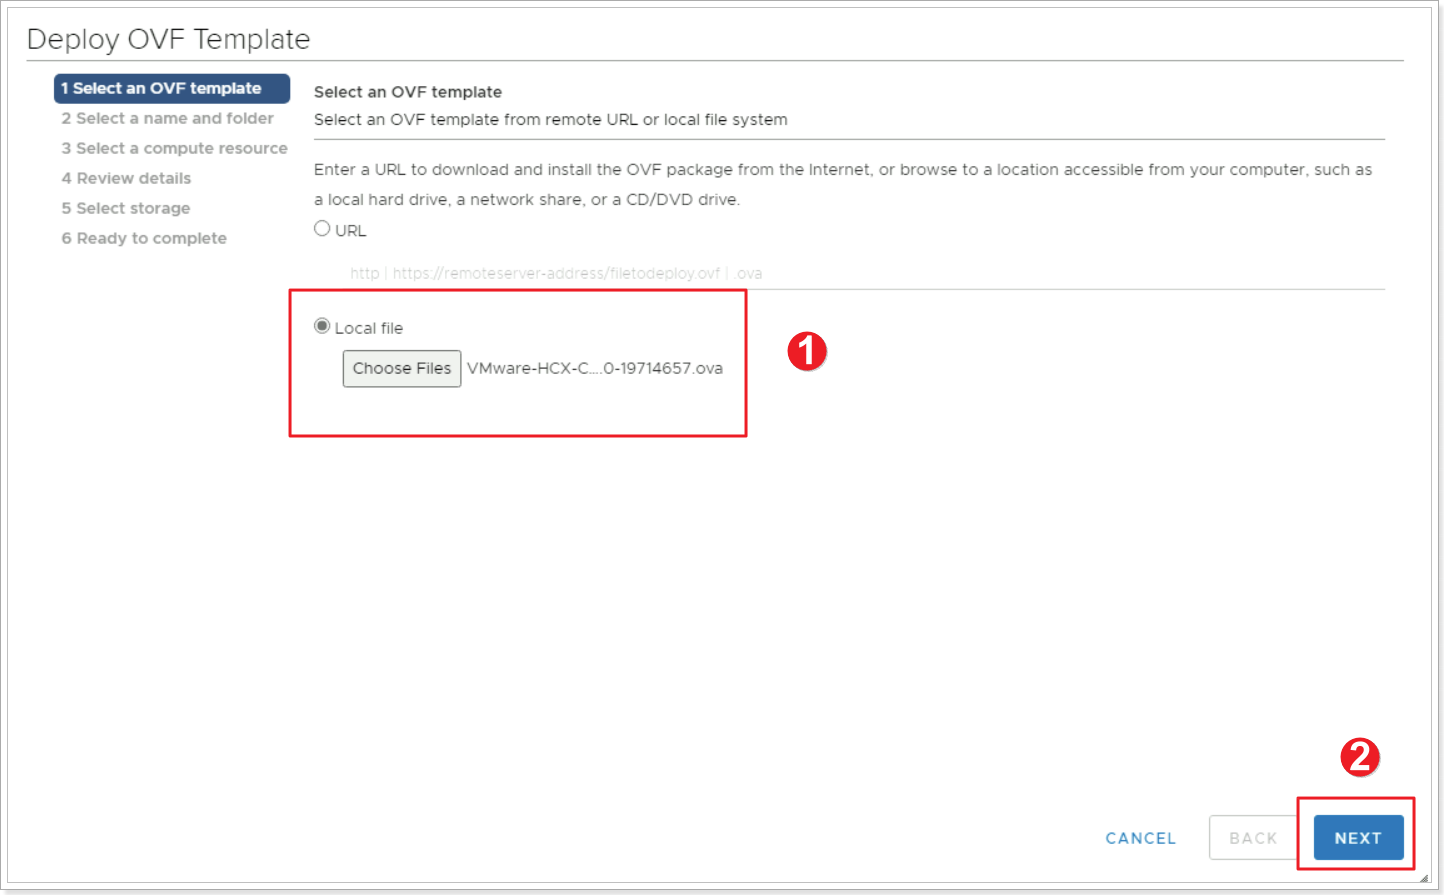 Deploy OVF Template
1 Select an OVF template
2 Select a name and folder
3 Select a compute resource
4 Review details
5 Select storage
6 Ready to complete
Select an OVF template
Select an OVF template from remote URL or local file system
Enter a URL to download and install the OVF package from the Internet, or browse to a location accessible from your computer, such as
a local hard drive, a network share, or a CD/DVD drive.
URL
http | https://remoteserver-address/filetodeploy.ovf | .ova
Local file
Choose Files VMware-HCX-C....0-19714657.ova
1
2
CANCEL BACK NEXT